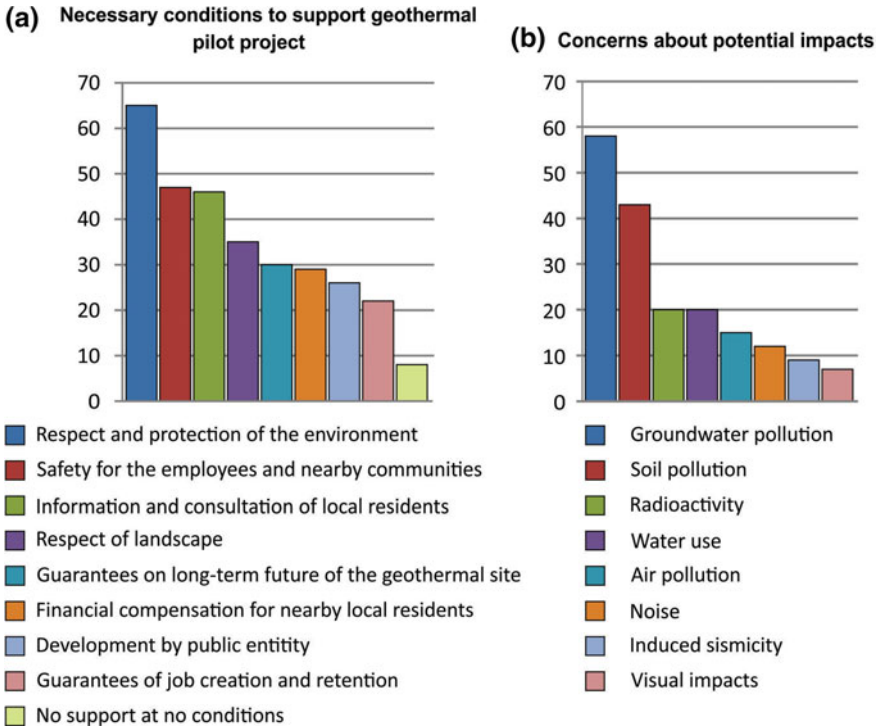 (a) Necessary conditions to support geothermal
pilot project
70
60
50
40
30
20
10
0
Respect and protection of the environment
Safety for the employees and nearby communities
Information and consultation of local residents
Respect of landscape
Guarantees on long-term future of the geothermal site
Financial compensation for nearby local residents
Development by public entitity
Guarantees of job creation and retention
No support at no conditions
(b) Concerns about potential impacts
70
60
50
40
30
20
10
0
Groundwater pollution
Soil pollution
Radioactivity
Water use
Air pollution
Noise
Induced sismicity
Visual impacts